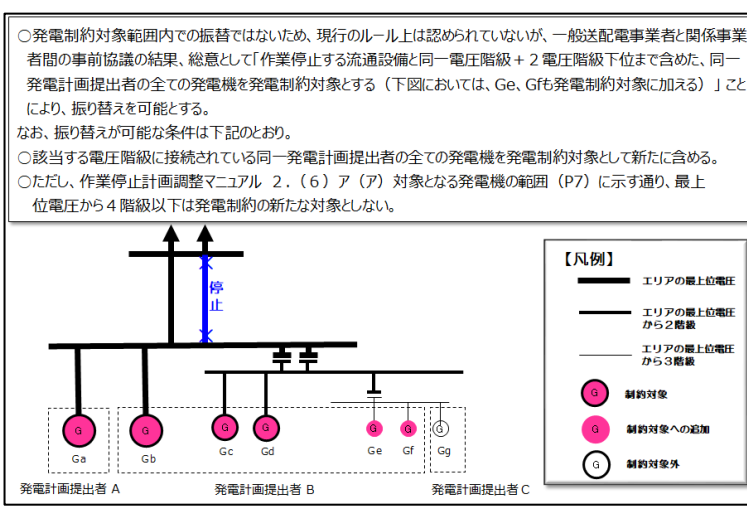 ○発電制約対象範囲内での振替ではないため、現行のルール上は認められていないが、一般送配電事業者と関係事業
者間の事前協議の結果、総意として「作業停止する流通設備と同一電圧階級+2電圧階級下位まで含めた、同一
発電計画提出者の全ての発電機を発電制約対象とする(下図においては、Ge、Gfも発電制約対象に加える)」こと
により、振り替えを可能とする。
なお、振り替えが可能な条件は下記のとおり。
○該当する電圧階級に接続されている同一発電計画提出者の全ての発電機を発電制約対象として新たに含める。
○ただし、作業停止計画調整マニュアル 2.(6)ア(ア)対象となる発電機の範囲(P7)に示す通り、最上
位電圧から4階級以下は発電制約の新たな対象としない。
停
止
G
G
G
G
G
G
G
Ga
Gb
Gc
Gd
Ge
Gf
Gg
発電計画提出者 A
発電計画提出者 B
発電計画提出者 C
【凡例】
エリアの最上位電圧
エリアの最上位電圧
から2階級
エリアの最上位電圧
から3階級
G 制約対象
G 制約対象への追加
G 制約対象外